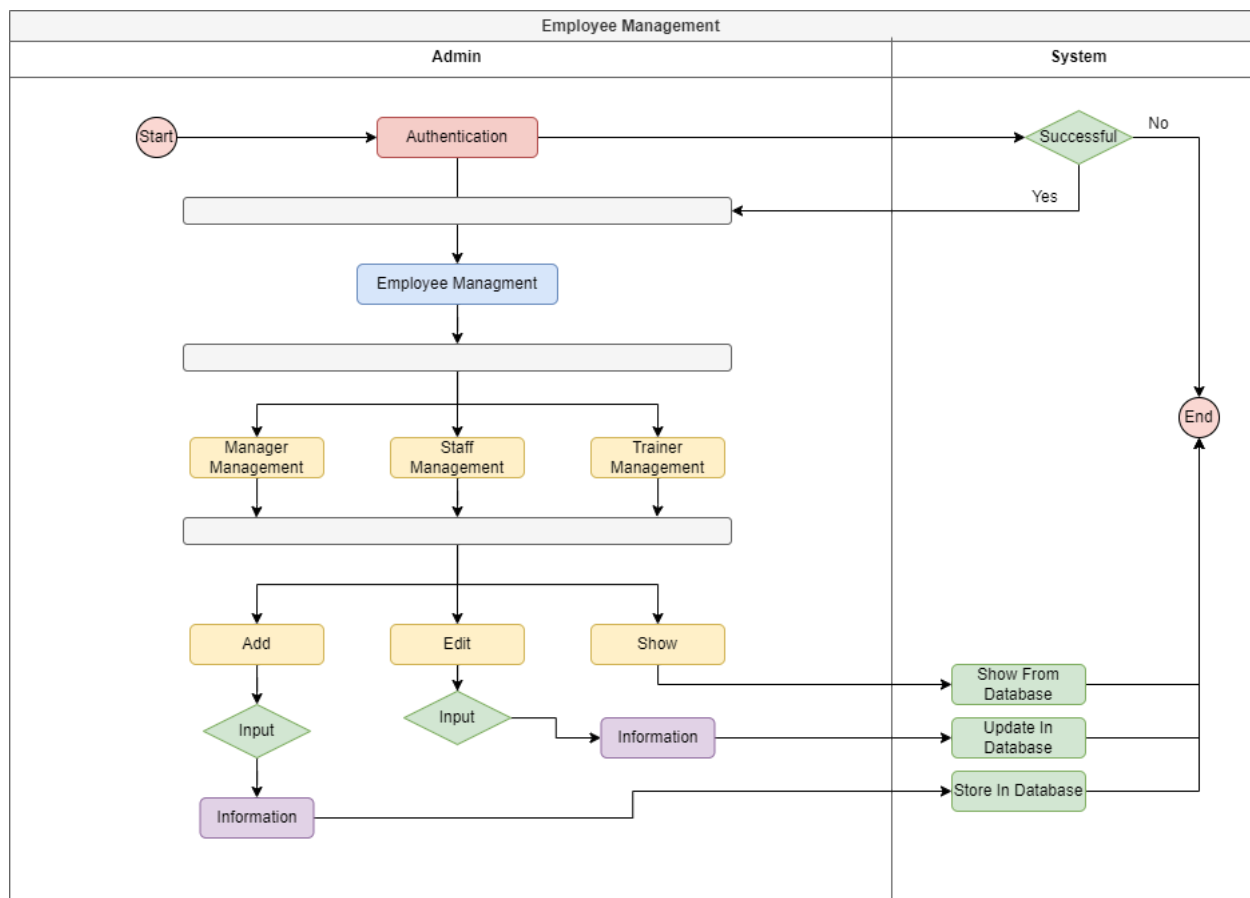 Employee Management
Admin
System
Start
Authentication
Successful
No
Yes
Employee Managment
End
Manager
Management
Staff
Management
Trainer
Management
Add
Edit
Show
Show From
Database
Input
Input
Information
Update In
Database
Store In Database
Information